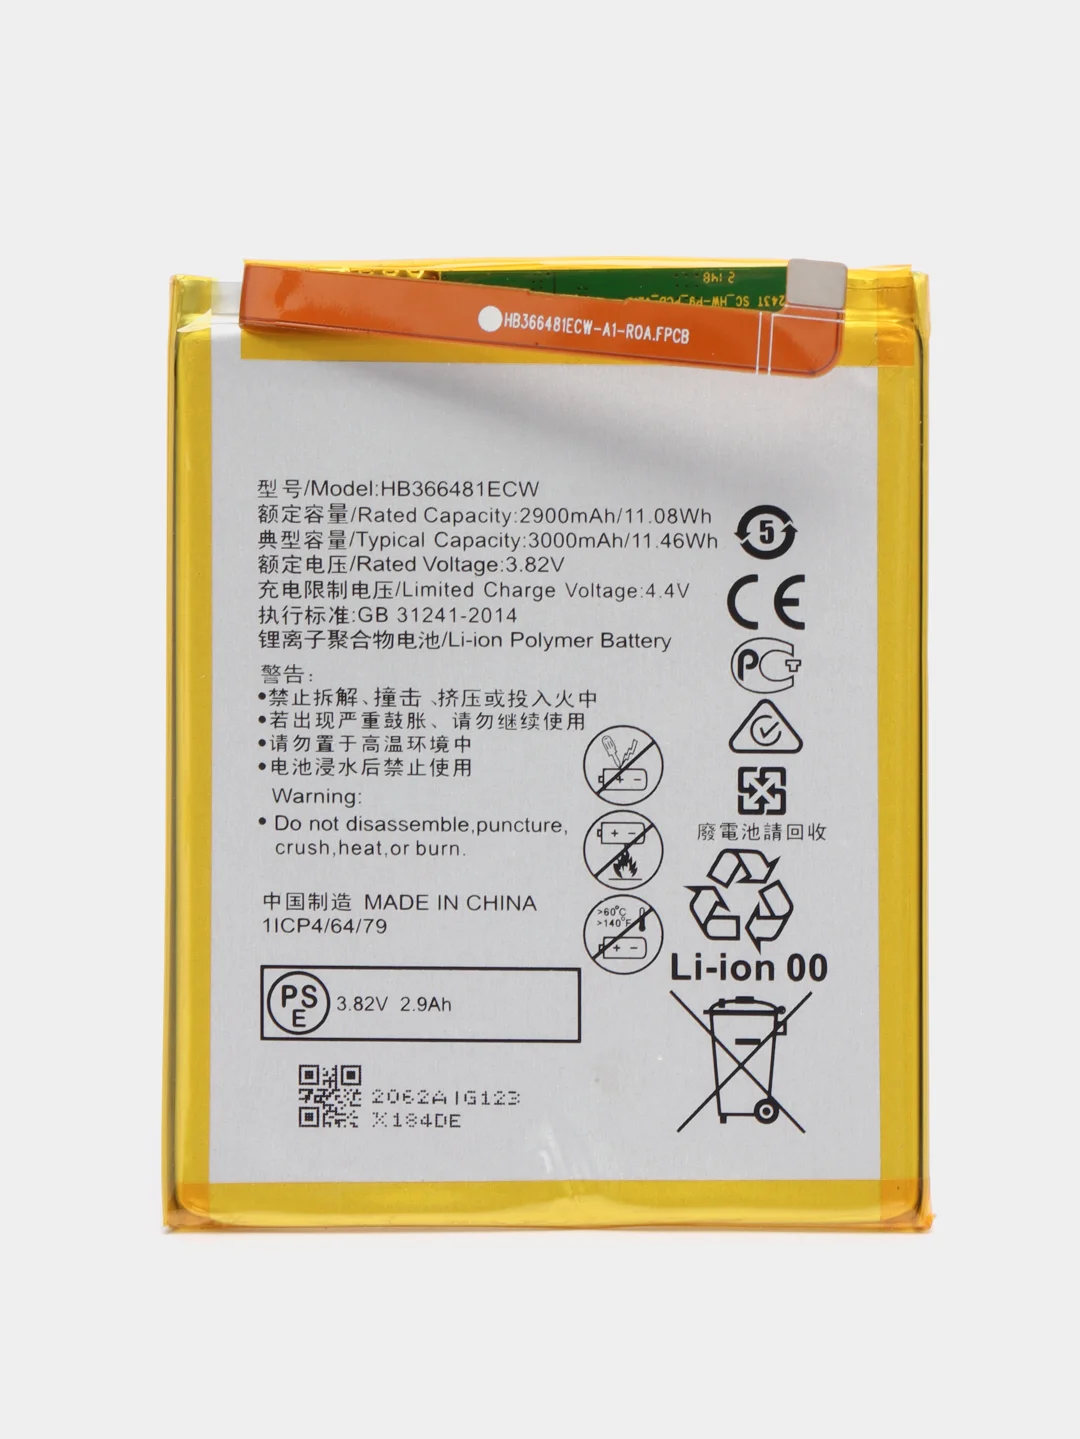 HB366481ECW-A1-R0A.FPCB
型号/Model:HB366481ECW
额定容量/Rated Capacity:2900mAh/11.08Wh
典型容量/Typical Capacity:3000mAh/11.46Wh
额定电压/Rated Voltage:3.82V
充电限制电压/Limited Charge Voltage:4.4V
执行标准:GB 31241-2014
锂离子聚合物电池/Li-ion Polymer Battery
警告:
•禁止拆解、撞击、挤压或投入火中
•若出现严重鼓胀、请勿继续使用
•请勿置于高温环境中
•电池浸水后禁止使用
Warning:
• Do not disassemble,puncture,
crush,heat,or burn.
中国制造 MADE IN CHINA
1ICP4/64/79
PS
E
3.82V 2.9Ah
2062AIG123
X184DE
5
CE
PCT
>60°C
>140°F
廢電池請回收
Li-ion 00